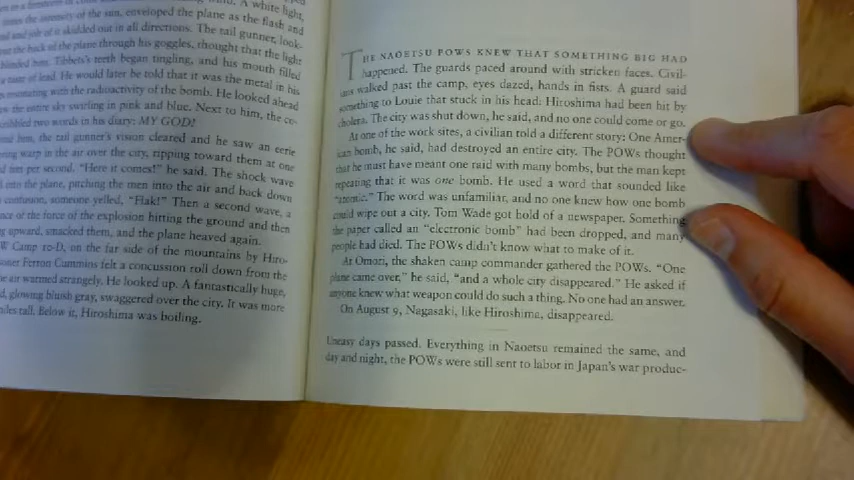 A white light,
times the intensity of the sun, enveloped the plane as the flash and
and job of it skidded out in all directions. The tail gunner, look-
out the back of the plane through his goggles, thought that the light
blinded him. Tibbets's teeth began tingling, and his mouth filled
a taste of lead. He would later be told that it was the metal in his
resonating with the radioactivity of the bomb. He looked ahead
the entire sky swirling in pink and blue. Next to him, the co-
scribbled two words in his diary: MY GOD!
him, the tail gunner's vision cleared and he saw an eerie
warp in the air over the city, ripping toward them at one
feet per second. "Here it comes!" he said. The shock wave
into the plane, pitching the men into the air and back down
confusion, someone yelled, "Flak!" Then a second wave, a
of the force of the explosion hitting the ground and then
upward, smacked them, and the plane heaved again.
W Camp 10-D, on the far side of the mountains by Hiro-
Ferron Cummins felt a concussion roll down from the
air warmed strangely. He looked up. A fantastically huge,
glowing bluish gray, swaggered over the city. It was more
miles tall. Below it, Hiroshima was boiling.
THE NAOETSU POWS KNEW THAT SOMETHING BIG HAD
happened. The guards paced around with stricken faces. Civil-
ians walked past the camp, eyes dazed, hands in fists. A guard said
something to Louie that stuck in his head: Hiroshima had been hit by
cholera. The city was shut down, he said, and no one could come or go.
At one of the work sites, a civilian told a different story: One Amer-
ican bomb, he said, had destroyed an entire city. The POWs thought
that he must have meant one raid with many bombs, but the man kept
repeating that it was one bomb. He used a word that sounded like
"atomic." The word was unfamiliar, and no one knew how one bomb
could wipe out a city. Tom Wade got hold of a newspaper. Something
the paper called an "electronic bomb" had been dropped, and many
people had died. The POWs didn't know what to make of it.
At Omori, the shaken camp commander gathered the POWs. "One
plane came over," he said, "and a whole city disappeared." He asked if
anyone knew what weapon could do such a thing. No one had an answer.
On August 9, Nagasaki, like Hiroshima, disappeared.
Uneasy days passed. Everything in Naoetsu remained the same, and
day and night, the POWs were still sent to labor in Japan's war produc-